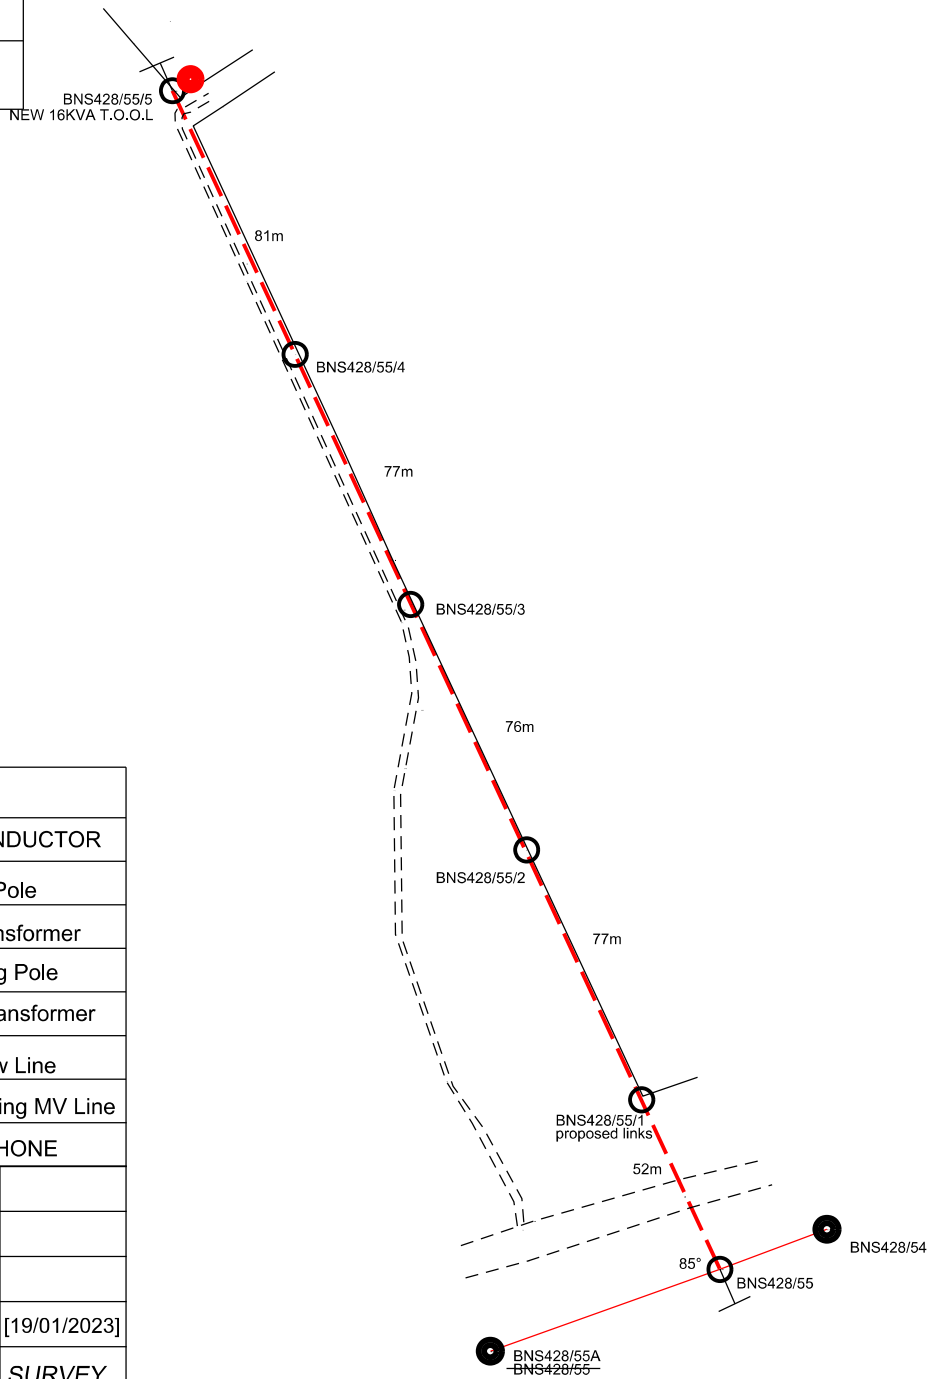 BNS428/55/5
NEW 16KVA T.O.O.L
81m
BNS428/55/4
77m
BNS428/55/3
76m
BNS428/55/2
77m
BNS428/55/1
proposed links
52m
85°
BNS428/54
BNS428/55
BNS428/55A
BNS428/55
NDUCTOR
Pole
nsformer
g Pole
ansformer
w Line
ing MV Line
HONE
[19/01/2023]
SURVEY